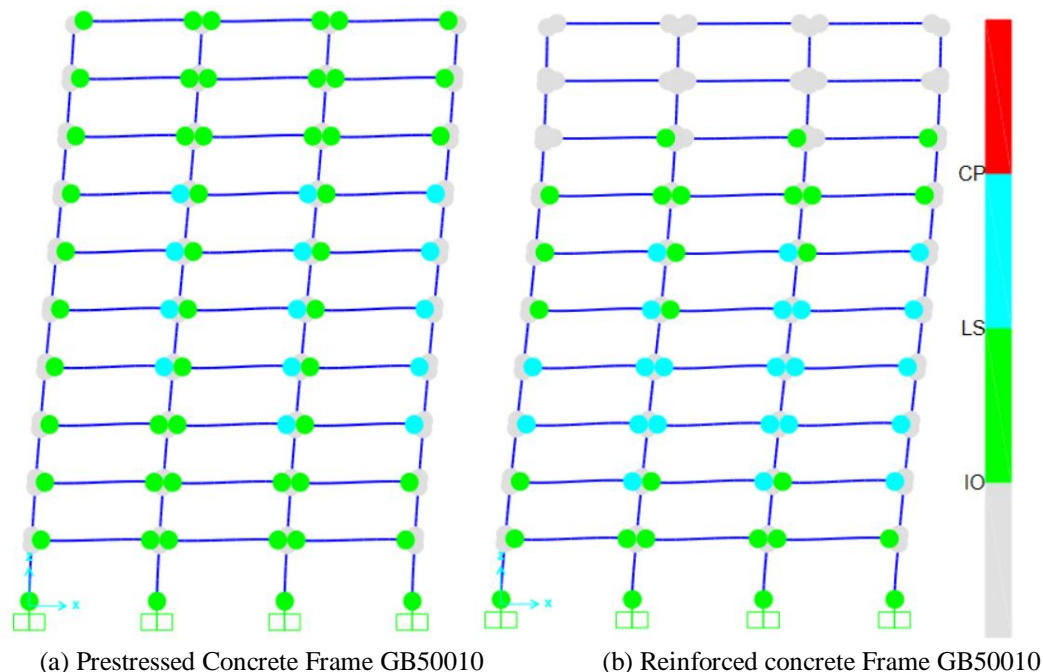 CP
LS
IO
z
x
z
x
(a) Prestressed Concrete Frame GB50010
(b) Reinforced concrete Frame GB50010